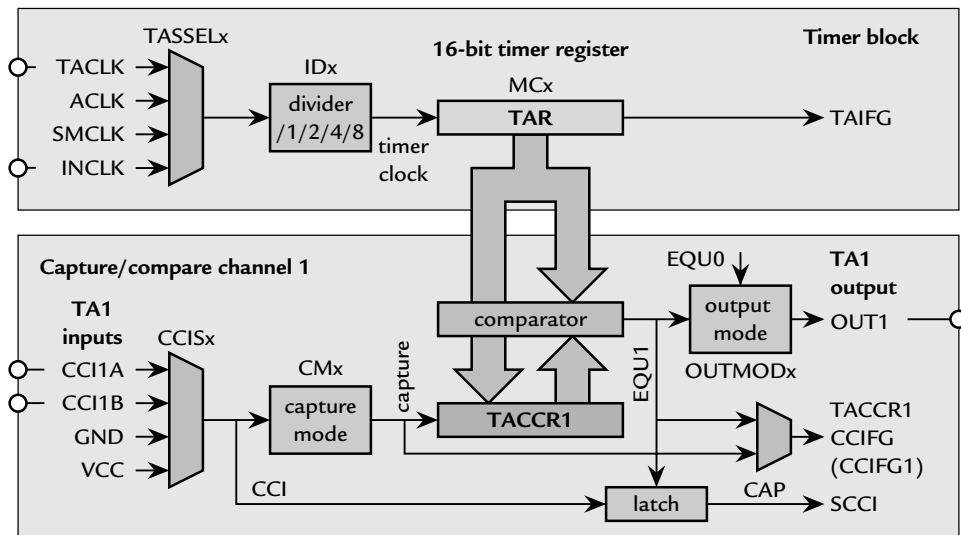 Timer block
16-bit timer register
TASSELx
IDx
MCx
TACLK
ACLK
SMCLK
INCLK
divider
/1/2/4/8
timer
clock
TAR
TAIFG
Capture/compare channel 1
TA1
inputs
CCISx
CCI1A
CCI1B
GND
VCC
CMx
capture
mode
capture
comparator
TACCR1
EQU0
EQU1
output
mode
OUTMODx
TA1
output
OUT1
TACCR1
CCIFG
(CCIFG1)
CCI
latch
CAP
SCCI